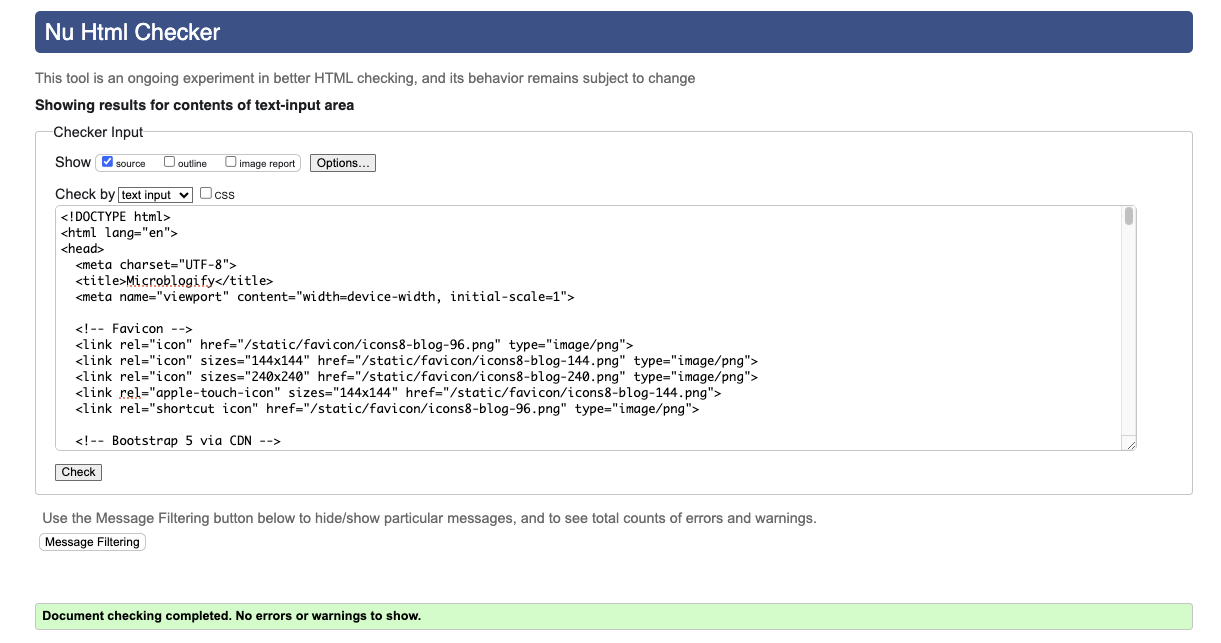 Nu Html Checker
This tool is an ongoing experiment in better HTML checking, and its behavior remains subject to change
Showing results for contents of text-input area
Checker Input
Show source outline image report Options...
Check by text input CSS
<!DOCTYPE html>
<html lang="en">
<head>
  <meta charset="UTF-8">
  <title>Microblogify</title>
  <meta name="viewport" content="width=device-width, initial-scale=1">
  <!-- Favicon -->
  <link rel="icon" href="/static/favicon/icons8-blog-96.png" type="image/png">
  <link rel="icon" sizes="144x144" href="/static/favicon/icons8-blog-144.png" type="image/png">
  <link rel="icon" sizes="240x240" href="/static/favicon/icons8-blog-240.png" type="image/png">
  <link rel="apple-touch-icon" sizes="144x144" href="/static/favicon/icons8-blog-144.png">
  <link rel="shortcut icon" href="/static/favicon/icons8-blog-96.png" type="image/png">
  <!-- Bootstrap 5 via CDN -->
Check
Use the Message Filtering button below to hide/show particular messages, and to see total counts of errors and warnings.
Message Filtering
Document checking completed. No errors or warnings to show.